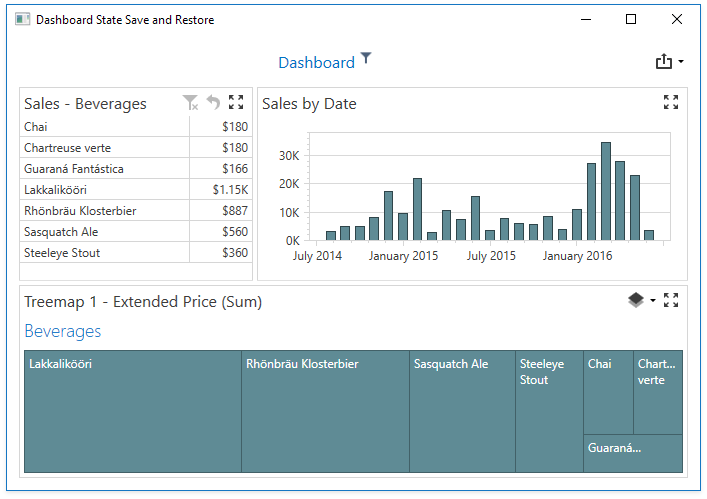 Dashboard State Save and Restore
Dashboard
Sales - Beverages
Chai $180
Chartreuse verte $180
Guaraná Fantástica $166
Lakkalikööri $1.15K
Rhönbräu Klosterbier $887
Sasquatch Ale $560
Steeleye Stout $360
Sales by Date
30K
20K
10K
0K
July 2014 January 2015 July 2015 January 2016
Treemap 1 - Extended Price (Sum)
Beverages
Lakkalikööri
Rhönbräu Klosterbier
Sasquatch Ale
Steeleye
Stout
Chai
Chart...
verte
Guaraná...